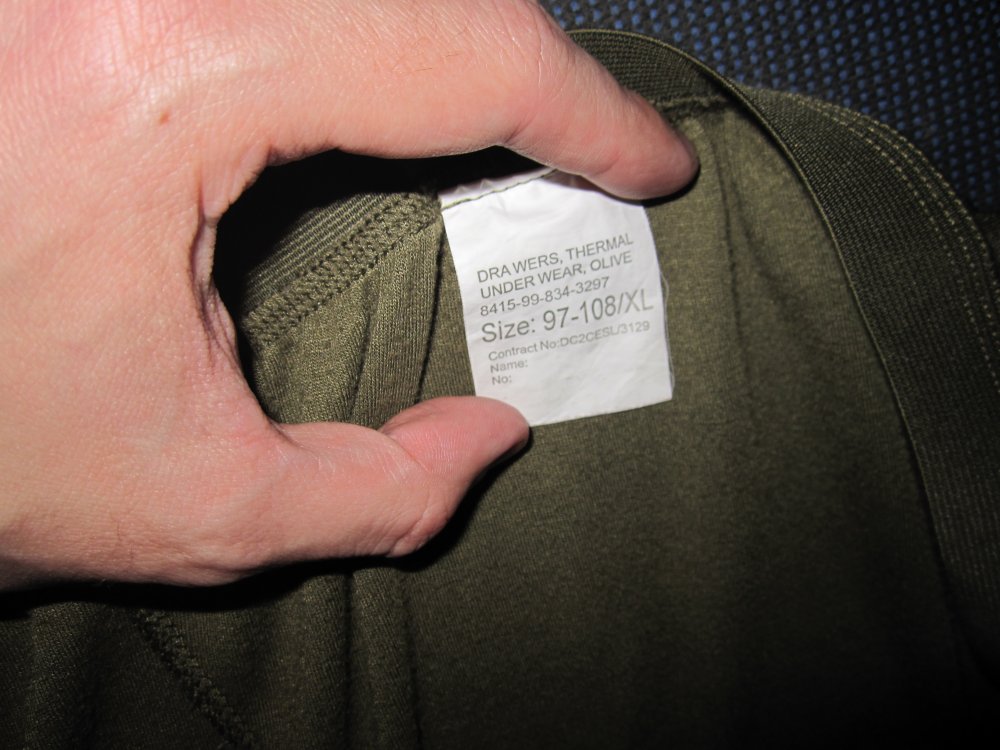 DRA WERS, THERMAL
UNDER WEAR, OLIVE
8415-99-834-3297
Size: 97-108/XL
Contract No:DC2CESL/3129
Name:
No: